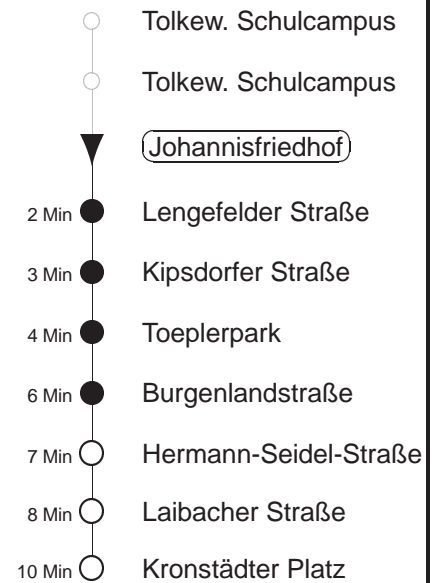 Tolkew. Schulcampus
Tolkew. Schulcampus
Johannisfriedhof
2 Min Lengefelder Straße
3 Min Kipsdorfer Straße
4 Min Toeplerpark
6 Min Burgenlandstraße
7 Min Hermann-Seidel-Straße
8 Min Laibacher Straße
10 Min Kronstädter Platz